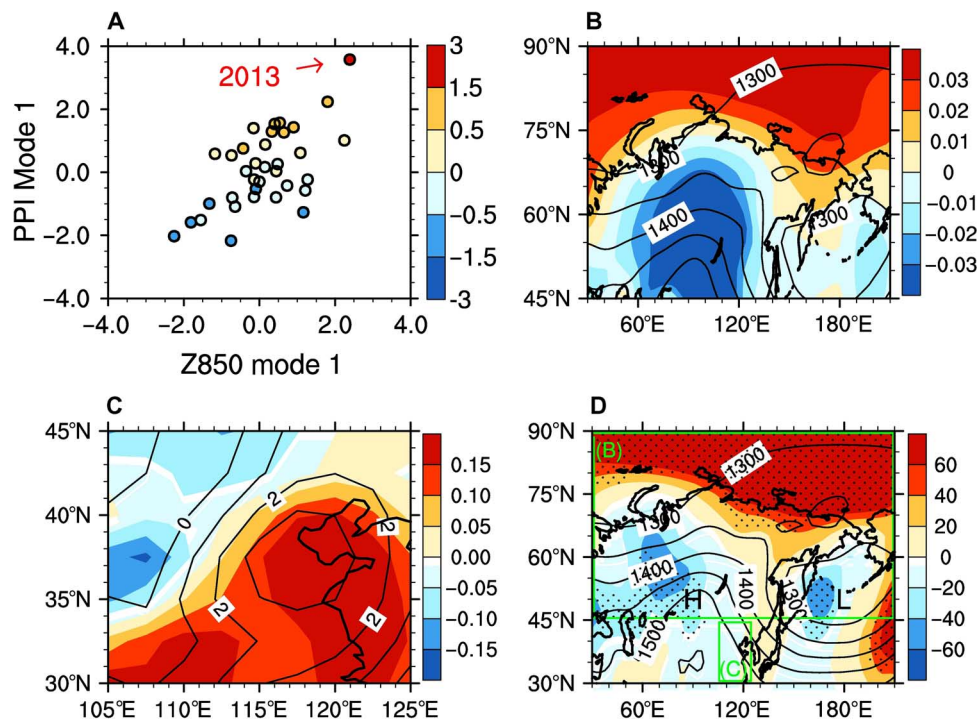 A
4.0
2.0
0.0
−2.0
−4.0
PPI Mode 1
2013
−4.0 −2.0 0.0 2.0 4.0
Z850 mode 1
3
1.5
0.5
0
−0.5
−1.5
−3
B
90°N
75°N
60°N
45°N
1300
1300
1400
1300
60°E 120°E 180°E
0.03
0.02
0.01
0
−0.01
−0.02
−0.03
C
45°N
40°N
35°N
30°N
0
2
2
2
2
105°E 110°E 115°E 120°E 125°E
0.15
0.10
0.05
0.00
−0.05
−0.10
−0.15
D
90°N
75°N
60°N
45°N
30°N
(B)
1300
1300
1400
1400
1300
1500
H
L
(C)
60°E 120°E 180°E
60
40
20
0
−20
−40
−60